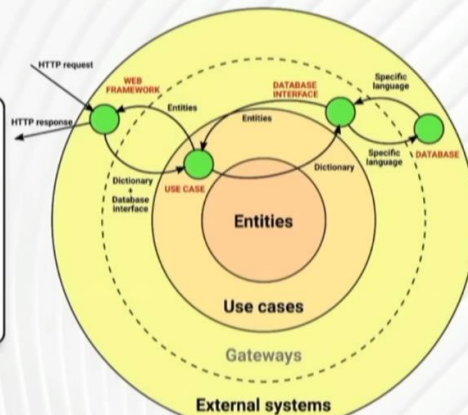 HTTP request
WEB
FRAMEWORK
HTTP response
Entities
Dictionary
+
Database
interface
USE CASE
DATABASE
INTERFACE
Entities
Dictionary
Specific
language
Specific
language
DATABASE
Entities
Use cases
Gateways
External systems